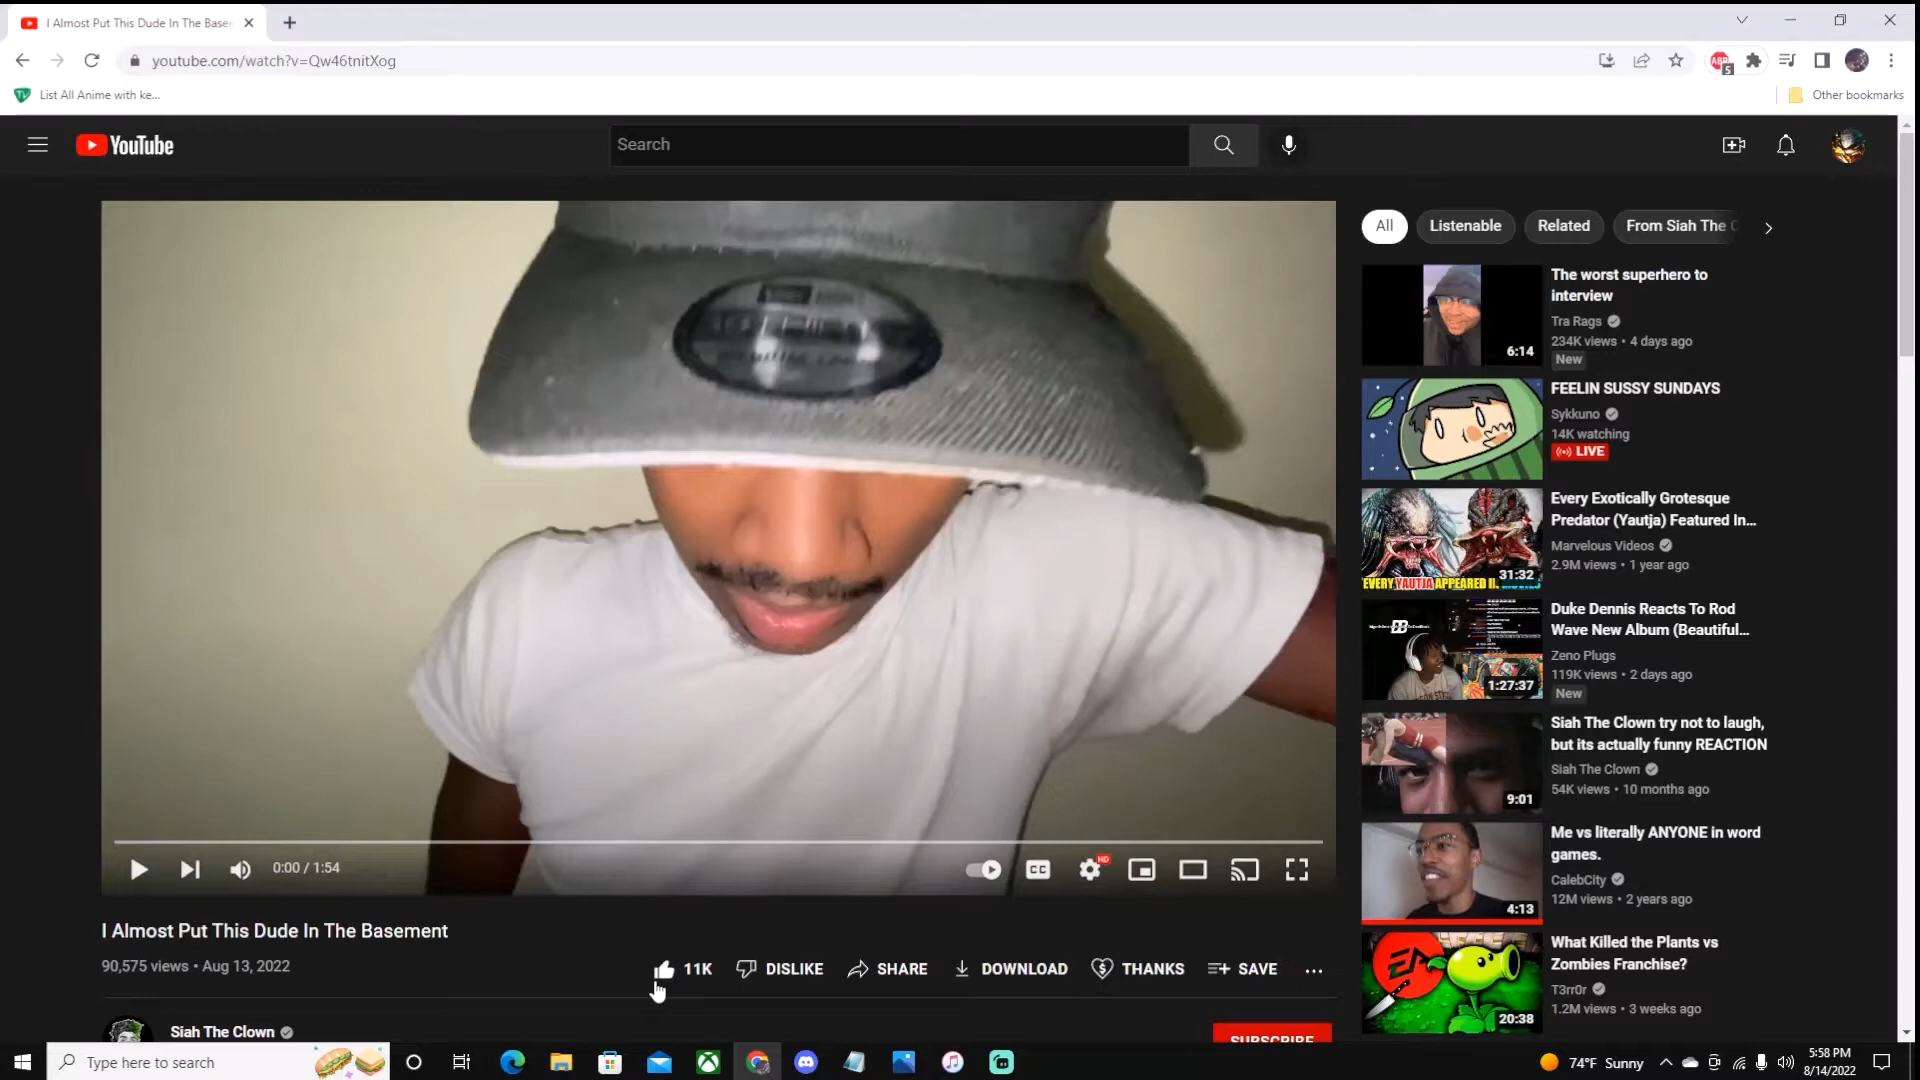 I Almost Put This Dude In The Basen
youtube.com/watch?v=Qw46tnitXog
ABP
5
List All Anime with ke...
Other bookmarks
YouTube
Search
All
Listenable
Related
From Siah The C
The worst superhero to
interview
Tra Rags
234K views • 4 days ago
New
6:14
FEELIN SUSSY SUNDAYS
Sykkuno
14K watching
LIVE
Every Exotically Grotesque
Predator (Yautja) Featured In...
Marvelous Videos
2.9M views • 1 year ago
31:32
EVERY YAUTJA APPEARED
Duke Dennis Reacts To Rod
Wave New Album (Beautiful...
Zeno Plugs
119K views • 2 days ago
New
1:27:37
Siah The Clown try not to laugh,
but its actually funny REACTION
Siah The Clown
54K views • 10 months ago
9:01
Me vs literally ANYONE in word
games.
CalebCity
12M views • 2 years ago
4:13
What Killed the Plants vs
Zombies Franchise?
T3rr0r
1.2M views • 3 weeks ago
EA
20:38
0:00 / 1:54
CC
HD
I Almost Put This Dude In The Basement
90,575 views • Aug 13, 2022
11K
DISLIKE
SHARE
DOWNLOAD
THANKS
SAVE
Siah The Clown
SUBSCRIBE
Type here to search
74°F Sunny
5:58 PM
8/14/2022